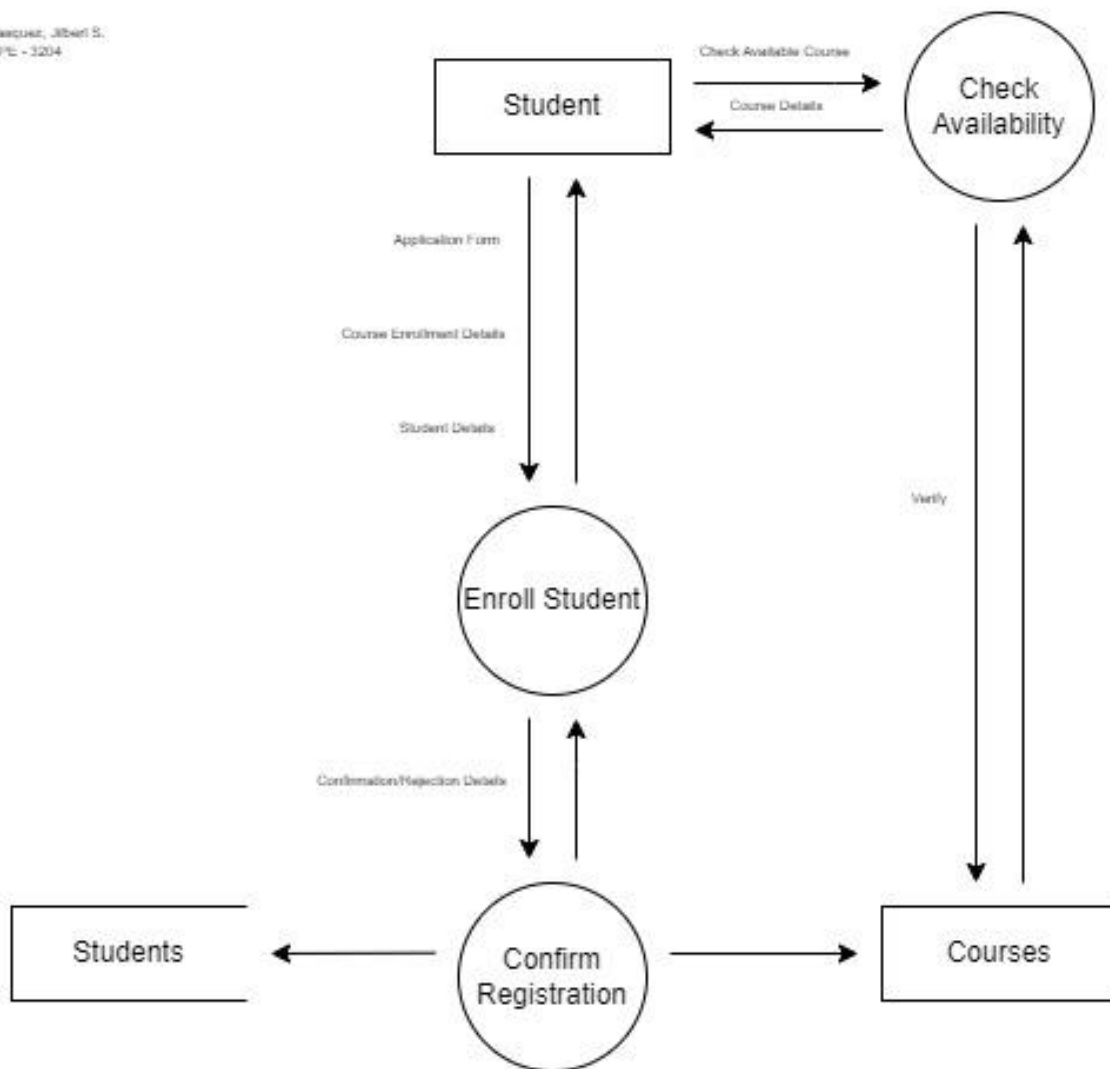 Jilbert S.
- 3204
Check Available Course
Student
Check
Availability
Course Details
Application Form
Course Enrollment Details
Student Details
Verify
Enroll Student
Confirmation/Rejection Details
Students
Confirm
Registration
Courses